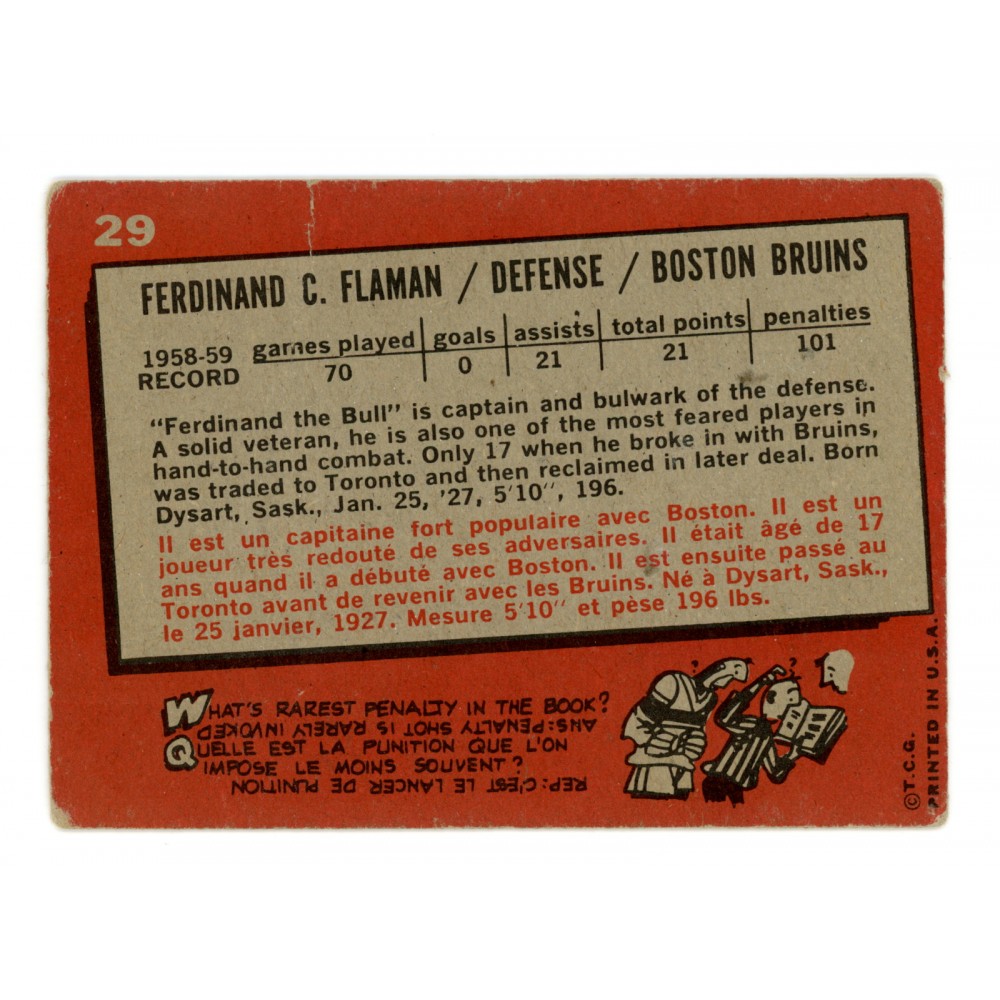 29
FERDINAND C. FLAMAN / DEFENSE / BOSTON BRUINS
1958-59 games played goals assists total points penalties
RECORD 70 0 21 21 101
"Ferdinand the Bull" is captain and bulwark of the defense.
A solid veteran, he is also one of the most feared players in
hand-to-hand combat. Only 17 when he broke in with Bruins,
was traded to Toronto and then reclaimed in later deal. Born
Dysart, Sask., Jan. 25, '27, 5'10", 196.
Il est un capitaine fort populaire avec Boston. Il est un
joueur très redouté de ses adversaires. Il était âgé de 17
ans quand il a débuté avec Boston. Il est ensuite passé au
Toronto avant de revenir avec les Bruins. Né à Dysart, Sask.,
le 25 janvier, 1927. Mesure 5'10" et pèse 196 lbs.
WHAT'S RAREST PENALTY IN THE BOOK?
ANS: PENALTY SHOT IS RARELY INVOKED
QUELLE EST LA PUNITION QUE L'ON
IMPOSE LE MOINS SOUVENT?
REP: C'EST LE LANCER DE PUNITION
? ?
©T.C.G. PRINTED IN U.S.A.